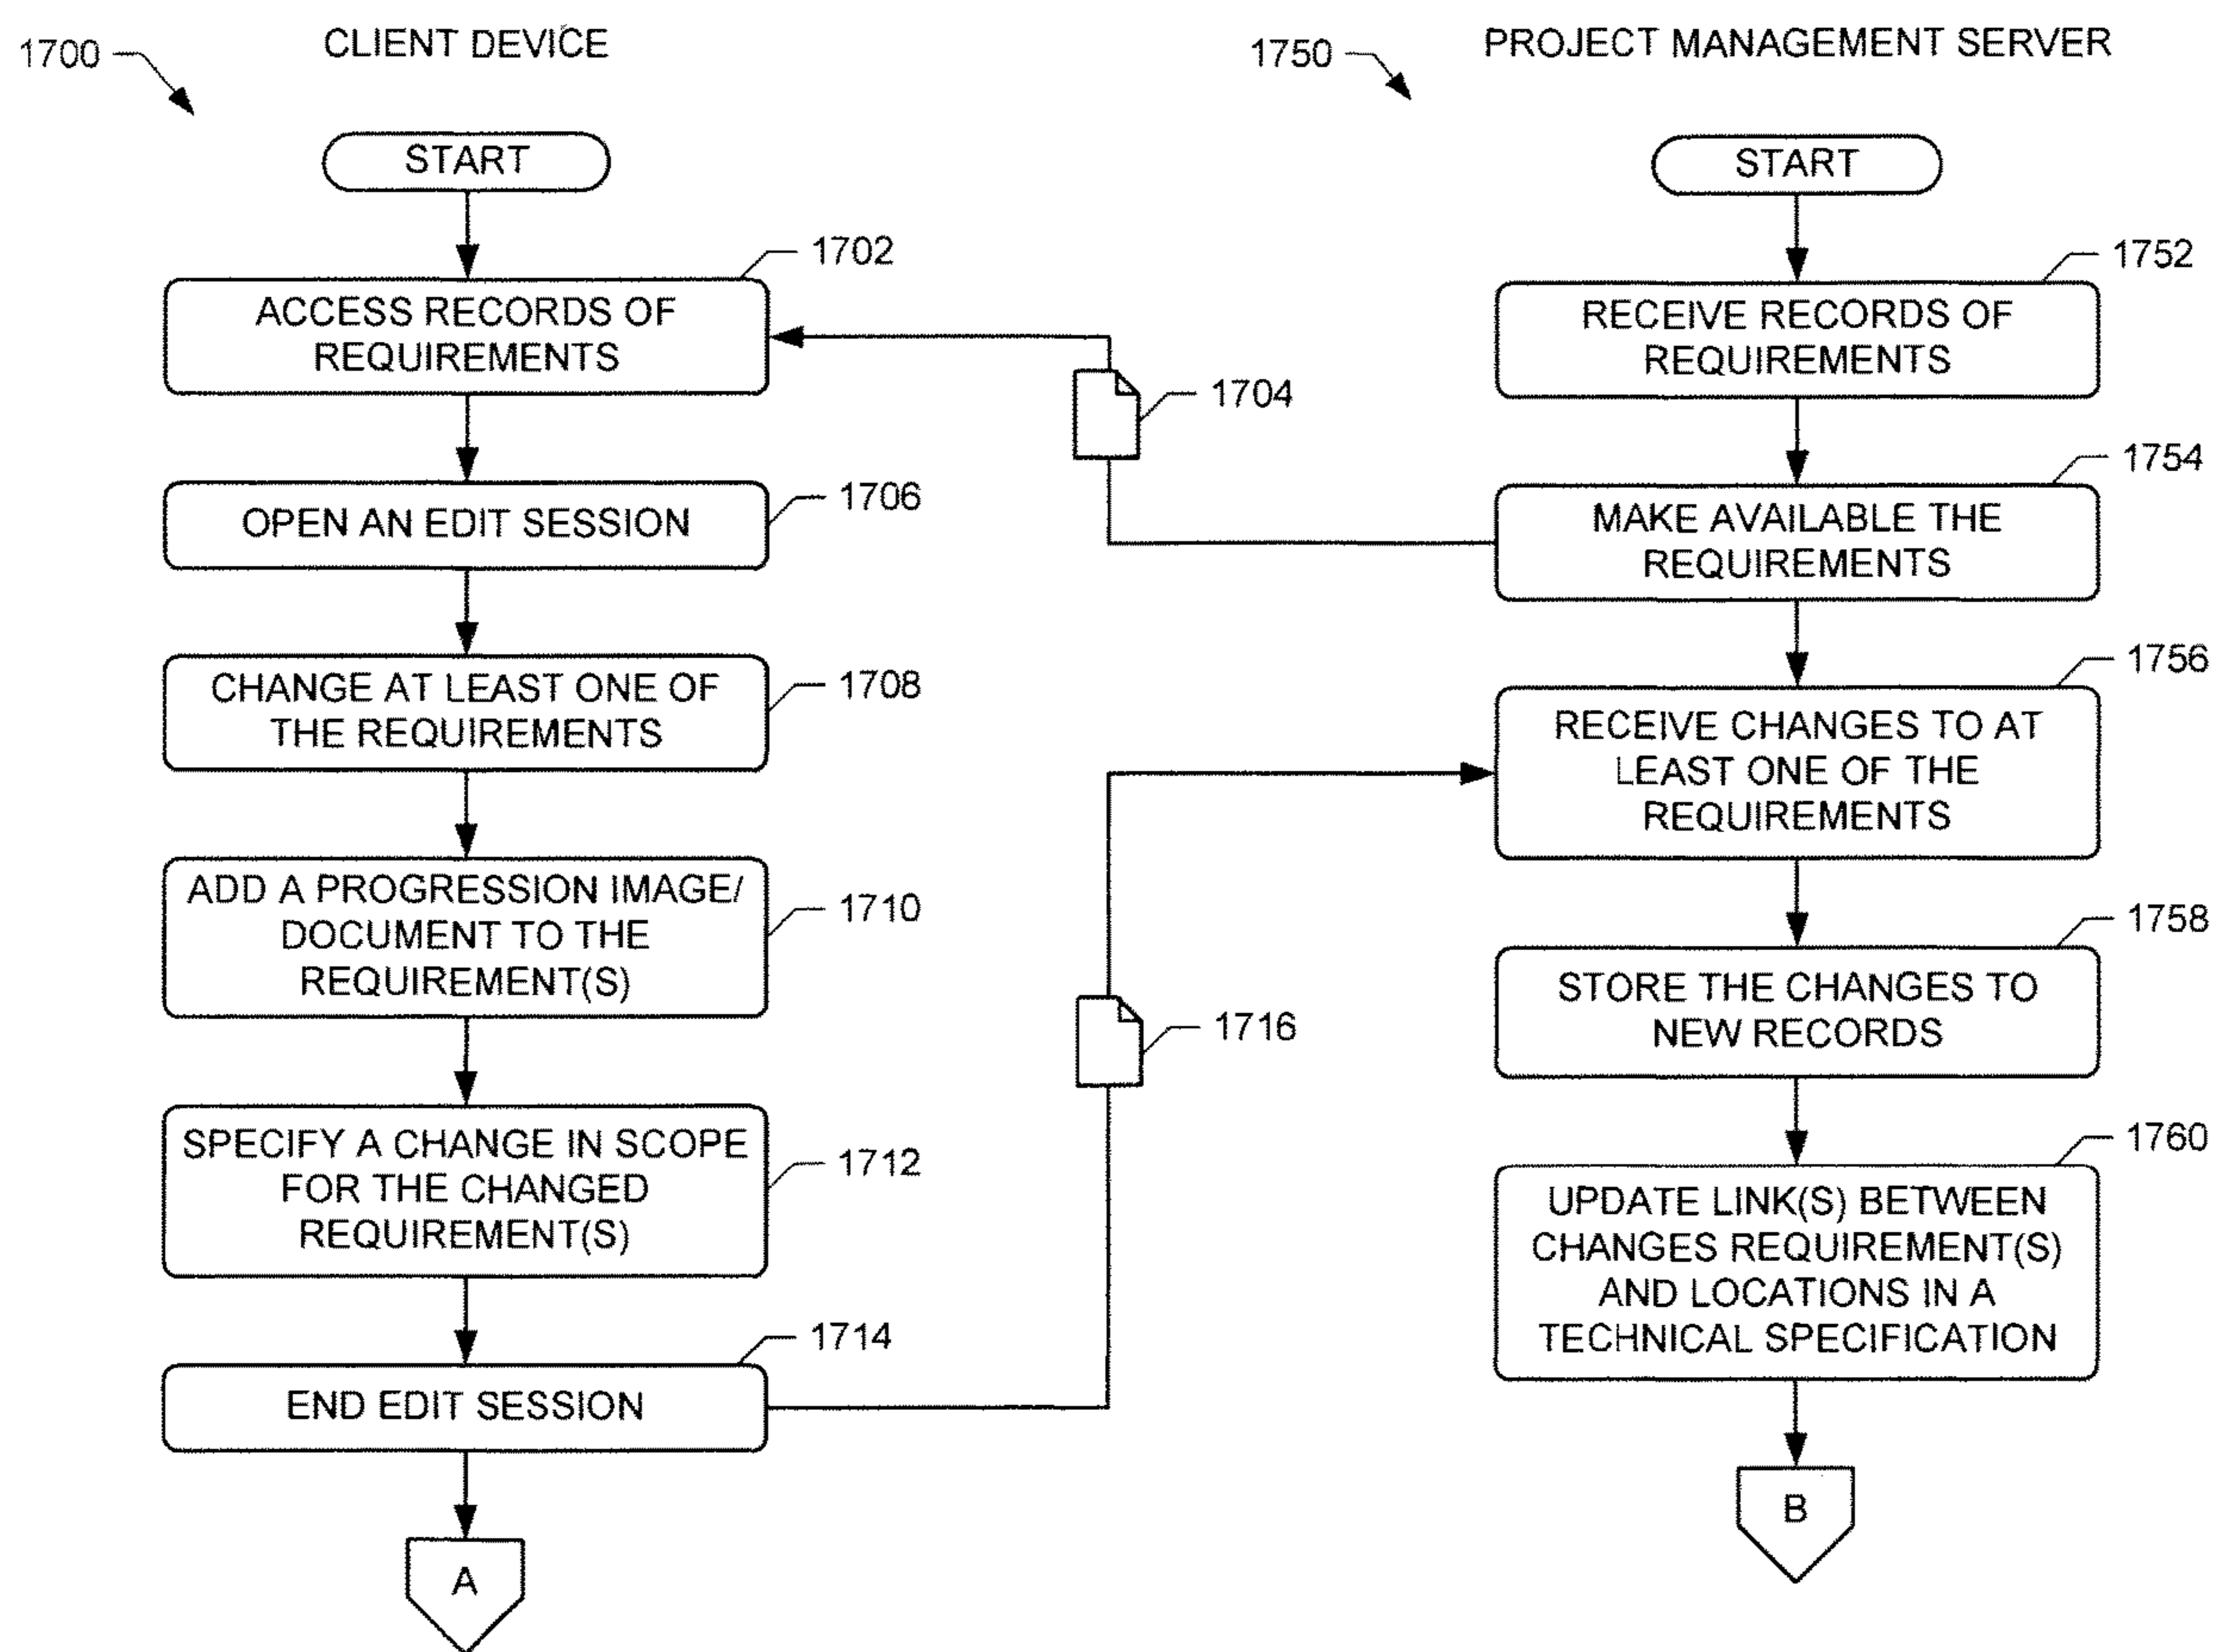 1700
CLIENT DEVICE
START
1702
ACCESS RECORDS OF
REQUIREMENTS
1704
1706
OPEN AN EDIT SESSION
1708
CHANGE AT LEAST ONE OF
THE REQUIREMENTS
1710
ADD A PROGRESSION IMAGE/
DOCUMENT TO THE
REQUIREMENT(S)
1712
SPECIFY A CHANGE IN SCOPE
FOR THE CHANGED
REQUIREMENT(S)
1714
END EDIT SESSION
1716
A
1750
PROJECT MANAGEMENT SERVER
START
1752
RECEIVE RECORDS OF
REQUIREMENTS
1754
MAKE AVAILABLE THE
REQUIREMENTS
1756
RECEIVE CHANGES TO AT
LEAST ONE OF THE
REQUIREMENTS
1758
STORE THE CHANGES TO
NEW RECORDS
1760
UPDATE LINK(S) BETWEEN
CHANGES REQUIREMENT(S)
AND LOCATIONS IN A
TECHNICAL SPECIFICATION
B